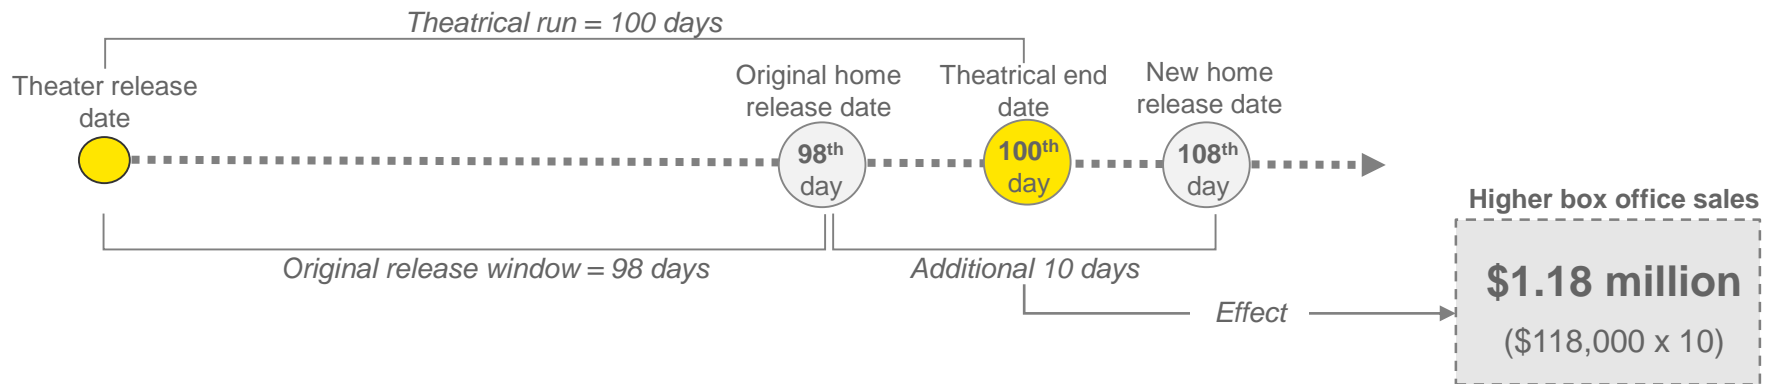 Theatrical run = 100 days
Theater release
date
Original home
release date
Theatrical end
date
New home
release date
98th
day
100th
day
108th
day
Original release window = 98 days
Additional 10 days
Effect
Higher box office sales
$1.18 million
($118,000 x 10)